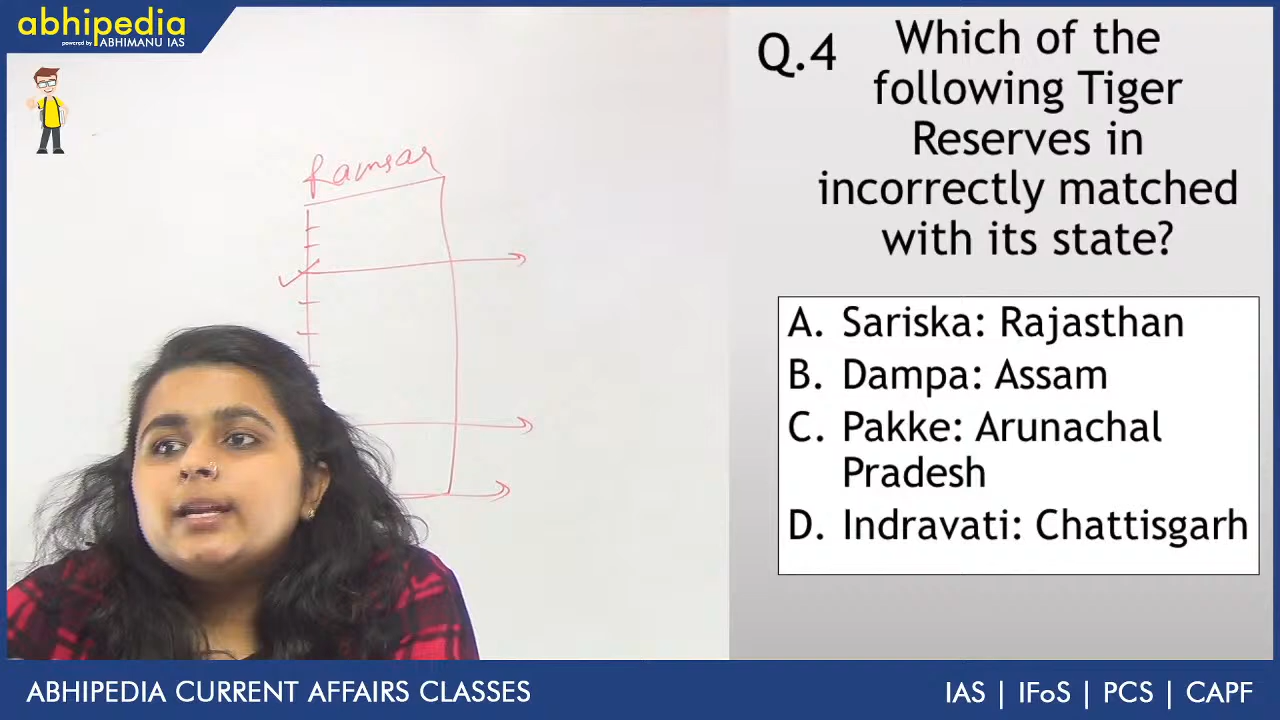 abhipedia
powered by ABHIMANU IAS
Ramsar
Q.4
Which of the
following Tiger
Reserves in
incorrectly matched
with its state?
A. Sariska: Rajasthan
B. Dampa: Assam
C. Pakke: Arunachal
Pradesh
D. Indravati: Chattisgarh
ABHIPEDIA CURRENT AFFAIRS CLASSES
IAS | IFoS | PCS | CAPF